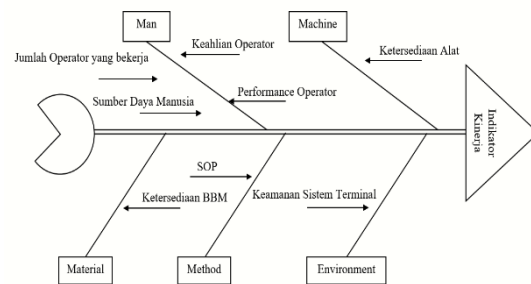 Man
Machine
Keahlian Operator
Ketersediaan Alat
Jumlah Operator yang bekerja
Performance Operator
Sumber Daya Manusia
Indikator
Kinerja
SOP
Keamanan Sistem Terminal
Ketersediaan BBM
Material
Method
Environment